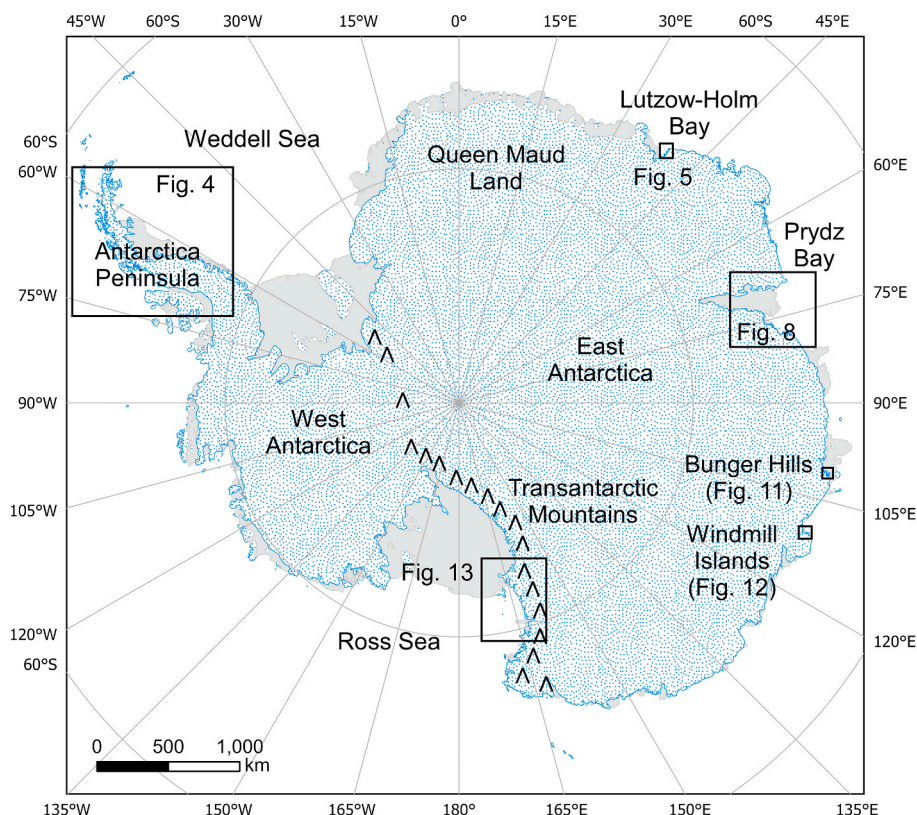 45°W
60°S
30°W
15°W
0°
15°E
30°E
60°S
45°E
60°S
60°W
Weddell Sea
Fig. 4
Antarctica
Peninsula
Queen Maud
Land
Lutzow-Holm
Bay
Fig. 5
60°E
Prydz
Bay
Fig. 8
75°W
75°E
East
Antarctica
90°W
West
Antarctica
90°E
Bunger Hills
(Fig. 11)
Transantarctic
Mountains
105°W
105°E
Windmill
Islands
(Fig. 12)
Fig. 13
Ross Sea
120°W
60°S
120°E
0
500
1,000
km
135°W
150°W
165°W
180°
165°E
150°E
135°E